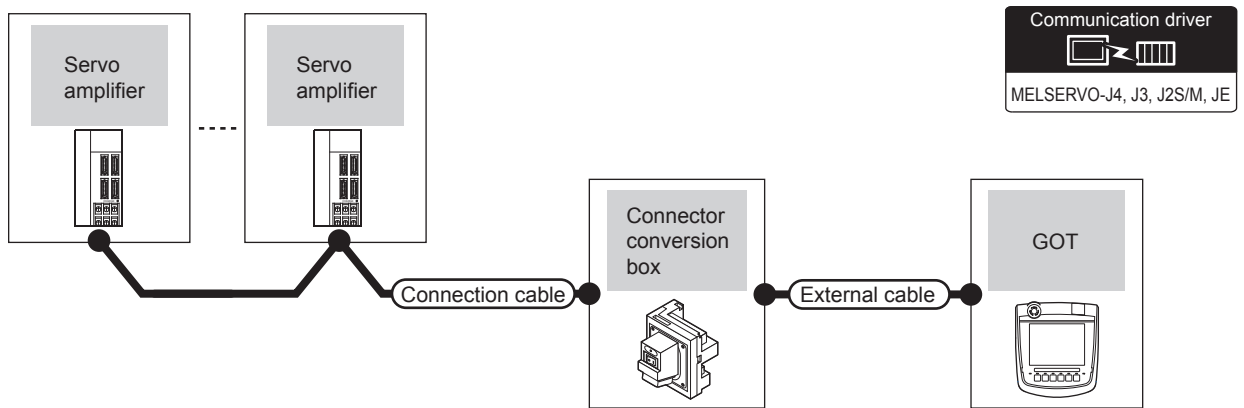 Communication driver
MELSERVO-J4, J3, J2S/M, JE
Servo
amplifier
Servo
amplifier
Connector
conversion
box
GOT
Connection cable
External cable